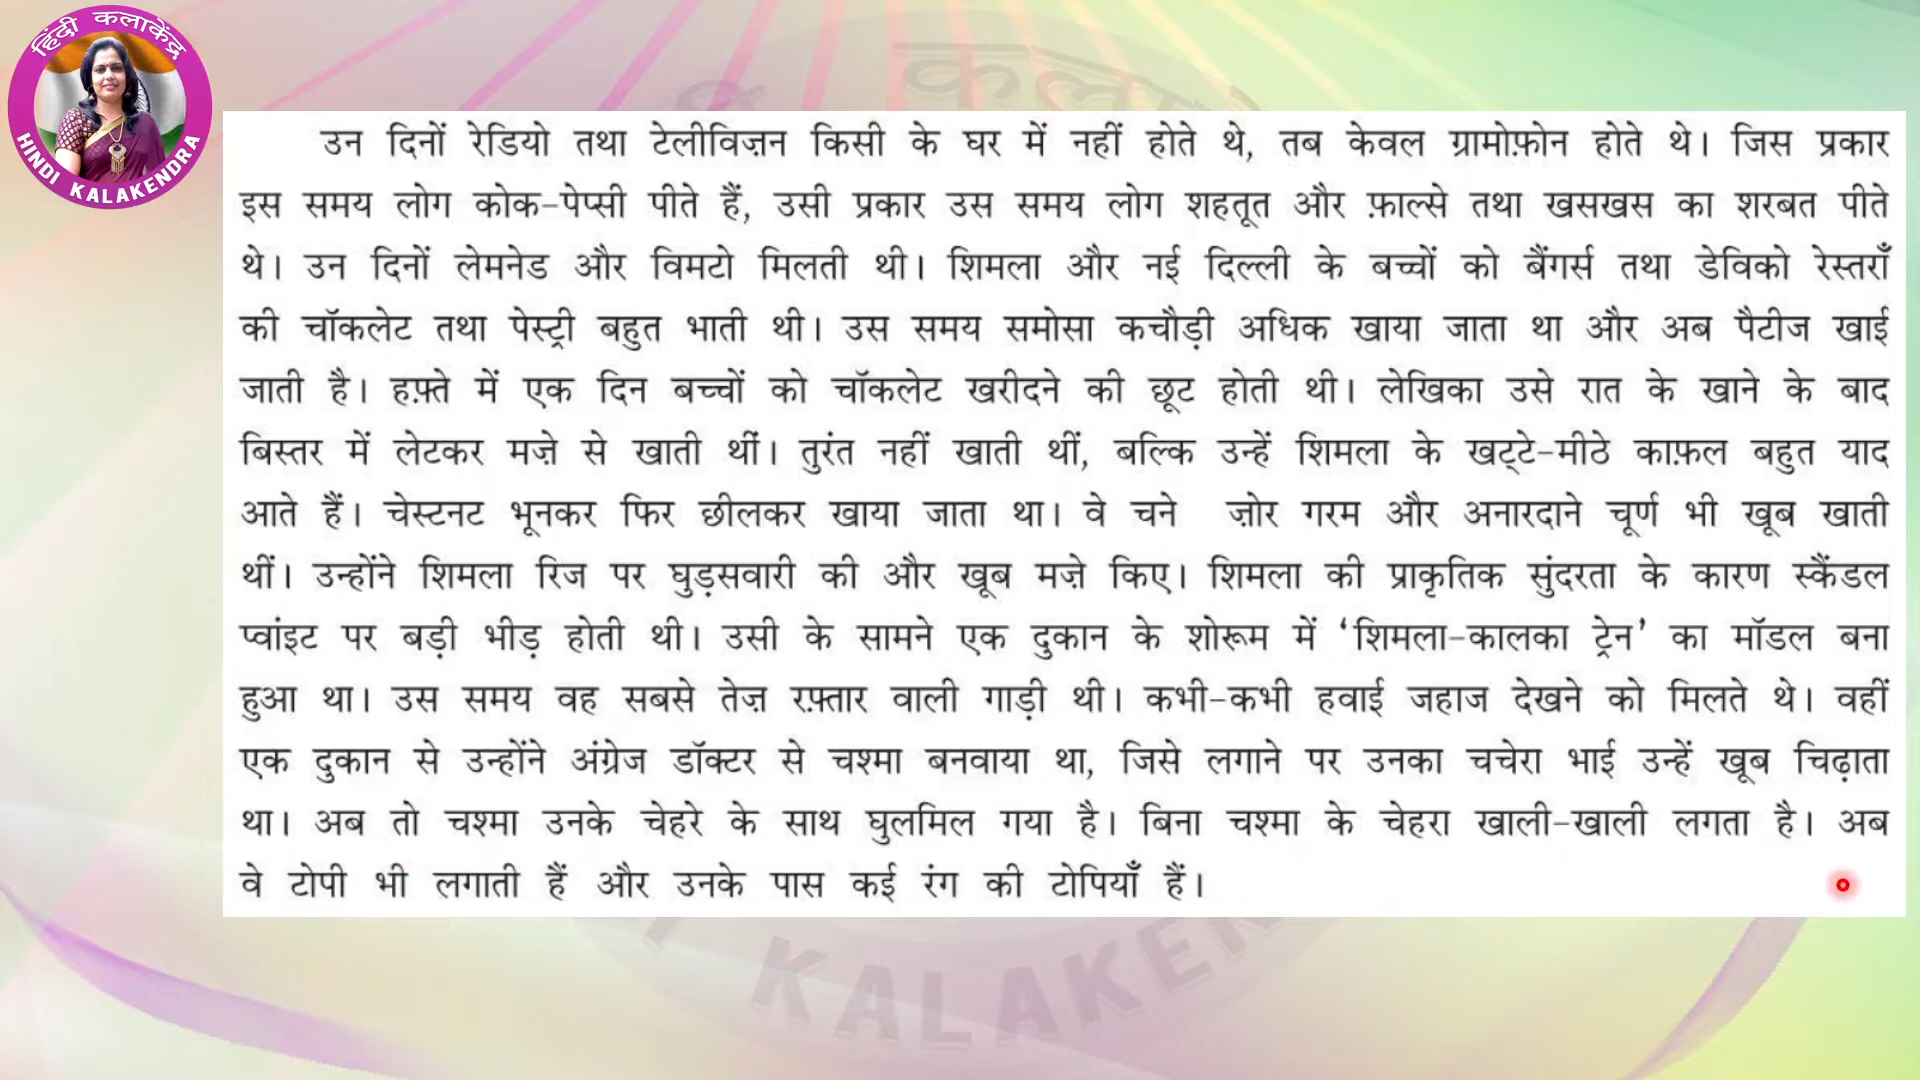 हिंदी कलाकेंद्र
HINDI KALAKENDRA
उन दिनों रेडियो तथा टेलीविज़न किसी के घर में नहीं होते थे, तब केवल ग्रामोफ़ोन होते थे। जिस प्रकार
इस समय लोग कोक-पेप्सी पीते हैं, उसी प्रकार उस समय लोग शहतूत और फ़ाल्से तथा खसखस का शरबत पीते
थे। उन दिनों लेमनेड और विमटो मिलती थी। शिमला और नई दिल्ली के बच्चों को बैंगर्स तथा डेविको रेस्तराँ
की चॉकलेट तथा पेस्ट्री बहुत भाती थी। उस समय समोसा कचौड़ी अधिक खाया जाता था और अब पैटीज खाई
जाती है। हफ़्ते में एक दिन बच्चों को चॉकलेट खरीदने की छूट होती थी। लेखिका उसे रात के खाने के बाद
बिस्तर में लेटकर मज़े से खाती थीं। तुरंत नहीं खाती थीं, बल्कि उन्हें शिमला के खट्टे-मीठे काफ़ल बहुत याद
आते हैं। चेस्टनट भूनकर फिर छीलकर खाया जाता था। वे चने ज़ोर गरम और अनारदाने चूर्ण भी खूब खाती
थीं। उन्होंने शिमला रिज पर घुड़सवारी की और खूब मज़े किए। शिमला की प्राकृतिक सुंदरता के कारण स्कैंडल
प्वांइट पर बड़ी भीड़ होती थी। उसी के सामने एक दुकान के शोरूम में ‘शिमला-कालका ट्रेन’ का मॉडल बना
हुआ था। उस समय वह सबसे तेज़ रफ़्तार वाली गाड़ी थी। कभी-कभी हवाई जहाज देखने को मिलते थे। वहीं
एक दुकान से उन्होंने अंग्रेज डॉक्टर से चश्मा बनवाया था, जिसे लगाने पर उनका चचेरा भाई उन्हें खूब चिढ़ाता
था। अब तो चश्मा उनके चेहरे के साथ घुलमिल गया है। बिना चश्मा के चेहरा खाली-खाली लगता है। अब
वे टोपी भी लगाती हैं और उनके पास कई रंग की टोपियाँ हैं।